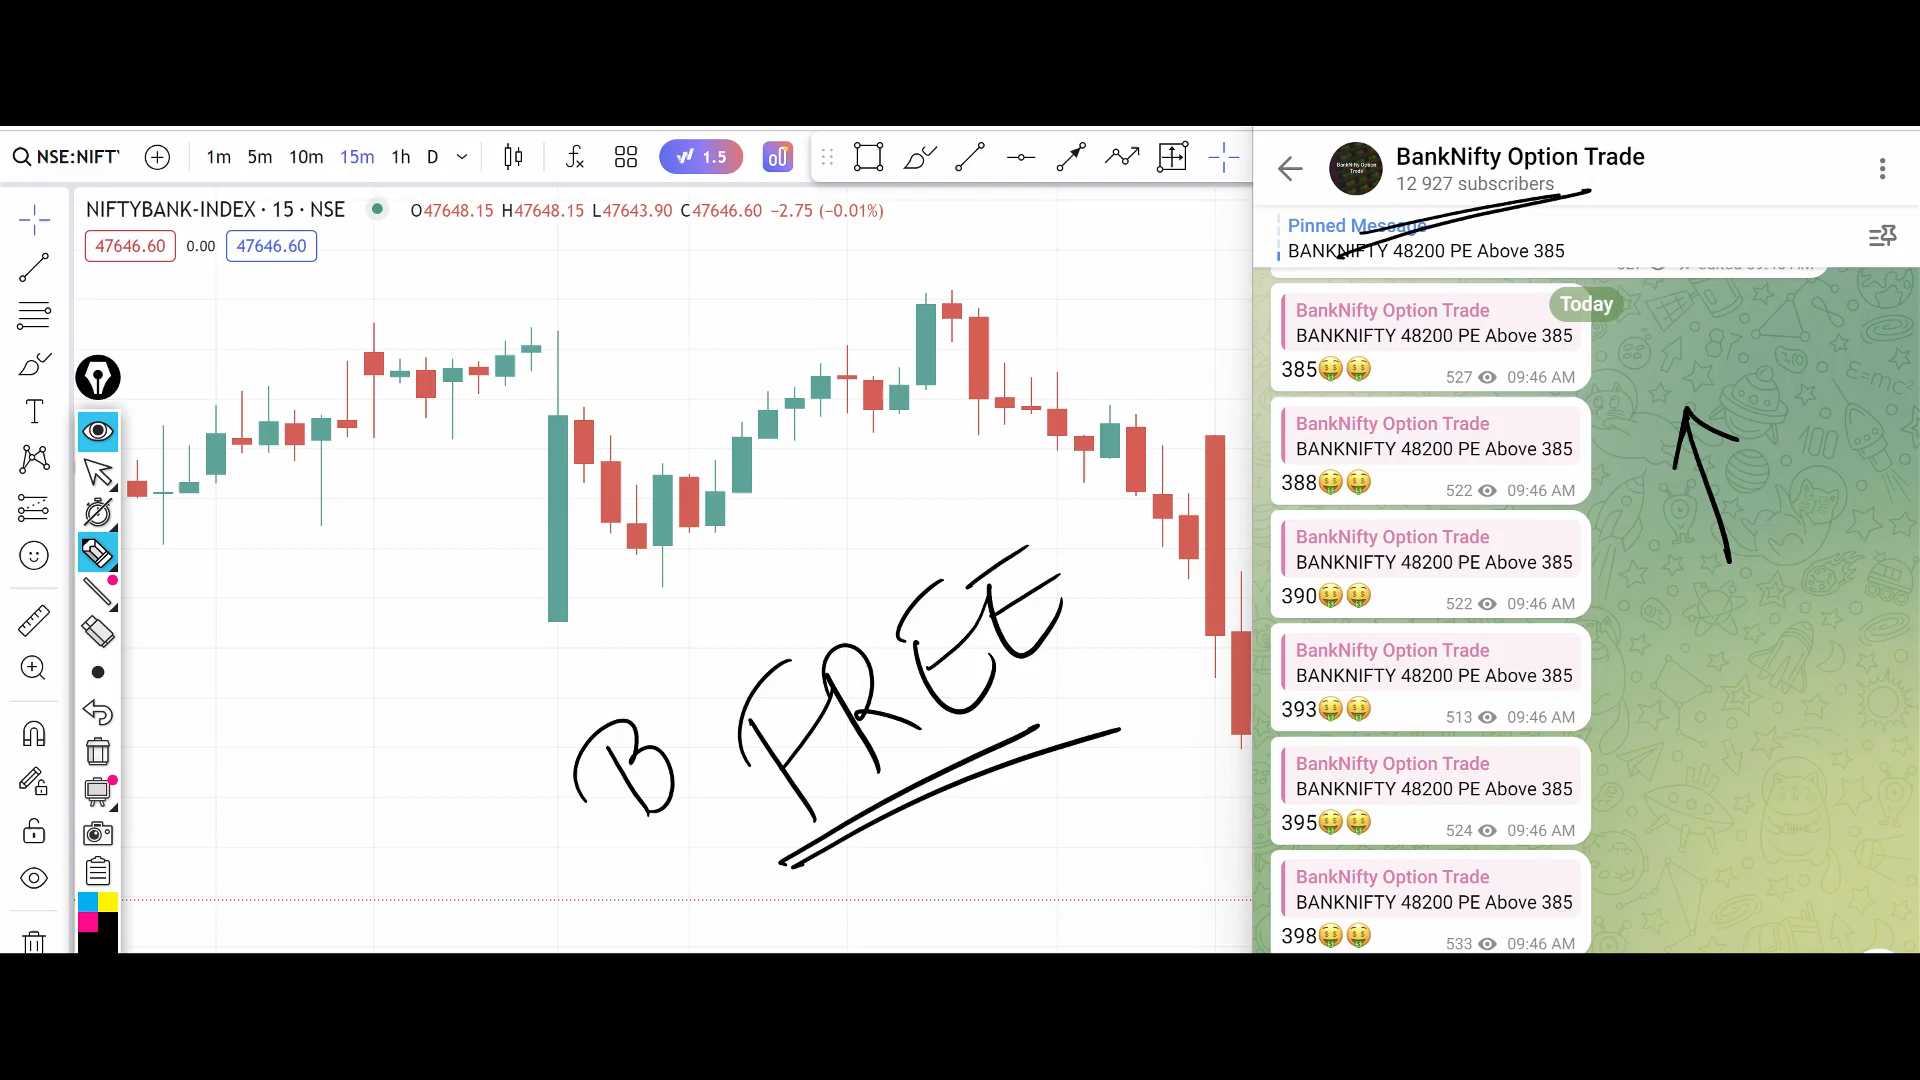 NSE:NIFTY
1m 5m 10m 15m 1h D
1.5
NIFTYBANK-INDEX · 15 · NSE
O47648.15 H47648.15 L47643.90 C47646.60 −2.75 (−0.01%)
47646.60 0.00 47646.60
B FREE
BankNifty Option Trade
BankNifty Option Trade
12 927 subscribers
Pinned Message
BANKNIFTY 48200 PE Above 385
Today
BankNifty Option Trade
BANKNIFTY 48200 PE Above 385
385🤑🤑
527 09:46 AM
BankNifty Option Trade
BANKNIFTY 48200 PE Above 385
388🤑🤑
522 09:46 AM
BankNifty Option Trade
BANKNIFTY 48200 PE Above 385
390🤑🤑
522 09:46 AM
BankNifty Option Trade
BANKNIFTY 48200 PE Above 385
393🤑🤑
513 09:46 AM
BankNifty Option Trade
BANKNIFTY 48200 PE Above 385
395🤑🤑
524 09:46 AM
BankNifty Option Trade
BANKNIFTY 48200 PE Above 385
398🤑🤑
533 09:46 AM